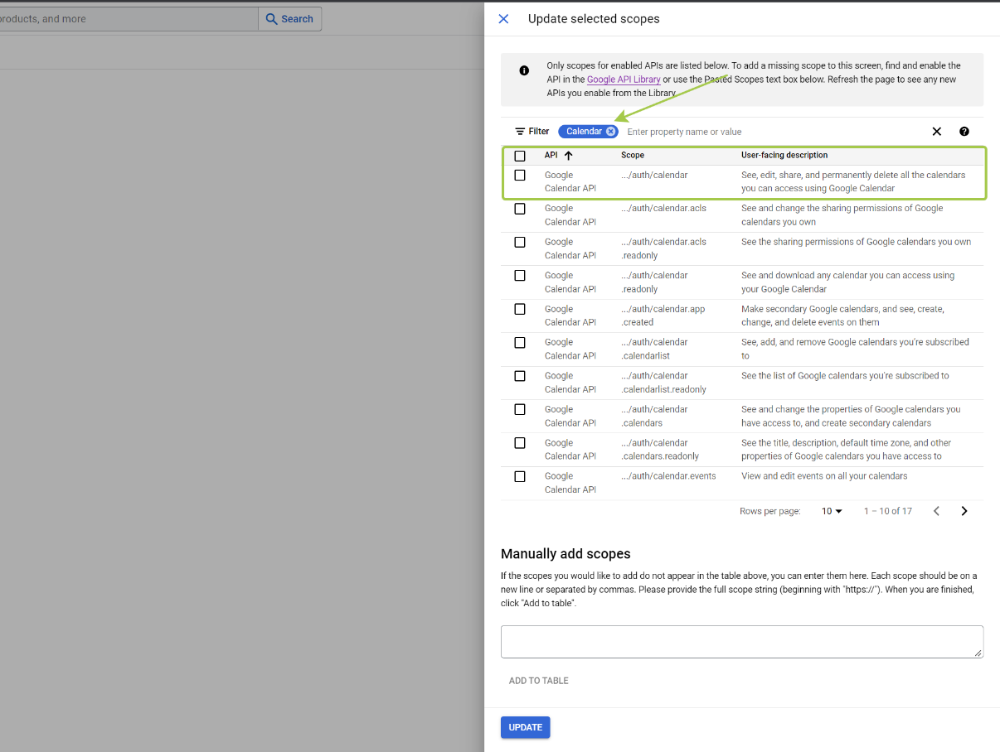 products, and more
Search
Update selected scopes
Only scopes for enabled APIs are listed below. To add a missing scope to this screen, find and enable the
API in the Google API Library or use the Pasted Scopes text box below. Refresh the page to see any new
APIs you enable from the Library
Filter Calendar Enter property name or value
API Scope User-facing description
Google .../auth/calendar See, edit, share, and permanently delete all the calendars
Calendar API you can access using Google Calendar
Google .../auth/calendar.acls See and change the sharing permissions of Google
Calendar API calendars you own
Google .../auth/calendar.acls See the sharing permissions of Google calendars you own
Calendar API .readonly
Google .../auth/calendar See and download any calendar you can access using
Calendar API .readonly your Google Calendar
Google .../auth/calendar.app Make secondary Google calendars, and see, create,
Calendar API .created change, and delete events on them
Google .../auth/calendar See, add, and remove Google calendars you're subscribed
Calendar API .calendarlist to
Google .../auth/calendar See the list of Google calendars you're subscribed to
Calendar API .calendarlist.readonly
Google .../auth/calendar See and change the properties of Google calendars you
Calendar API .calendars have access to, and create secondary calendars
Google .../auth/calendar See the title, description, default time zone, and other
Calendar API .calendars.readonly properties of Google calendars you have access to
Google .../auth/calendar.events View and edit events on all your calendars
Calendar API
Rows per page: 10 1 – 10 of 17
Manually add scopes
If the scopes you would like to add do not appear in the table above, you can enter them here. Each scope should be on a
new line or separated by commas. Please provide the full scope string (beginning with "https://"). When you are finished,
click "Add to table".
ADD TO TABLE
UPDATE